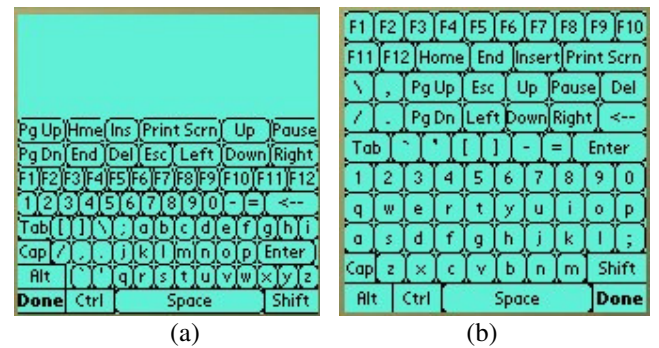 Pg Up Hme Ins Print Scrn Up Pause
Pg Dn End Del Esc Left Down Right
F1 F2 F3 F4 F5 F6 F7 F8 F9 F10 F11 F12
1 2 3 4 5 6 7 8 9 0 - = <--
Tab [ ] \ ; a b c d e f g h i
Cap / , . j k l m n o p Enter
Alt ` ' q r s t u v w x y z
Done Ctrl Space Shift
(a)
F1 F2 F3 F4 F5 F6 F7 F8 F9 F10
F11 F12 Home End Insert Print Scrn
\ , Pg Up Esc Up Pause Del
/ . Pg Dn Left Down Right <--
Tab ` ' [ ] - = Enter
1 2 3 4 5 6 7 8 9 0
q w e r t y u i o p
a s d f g h j k l ;
Cap z x c v b n m Shift
Alt Ctrl Space Done
(b)